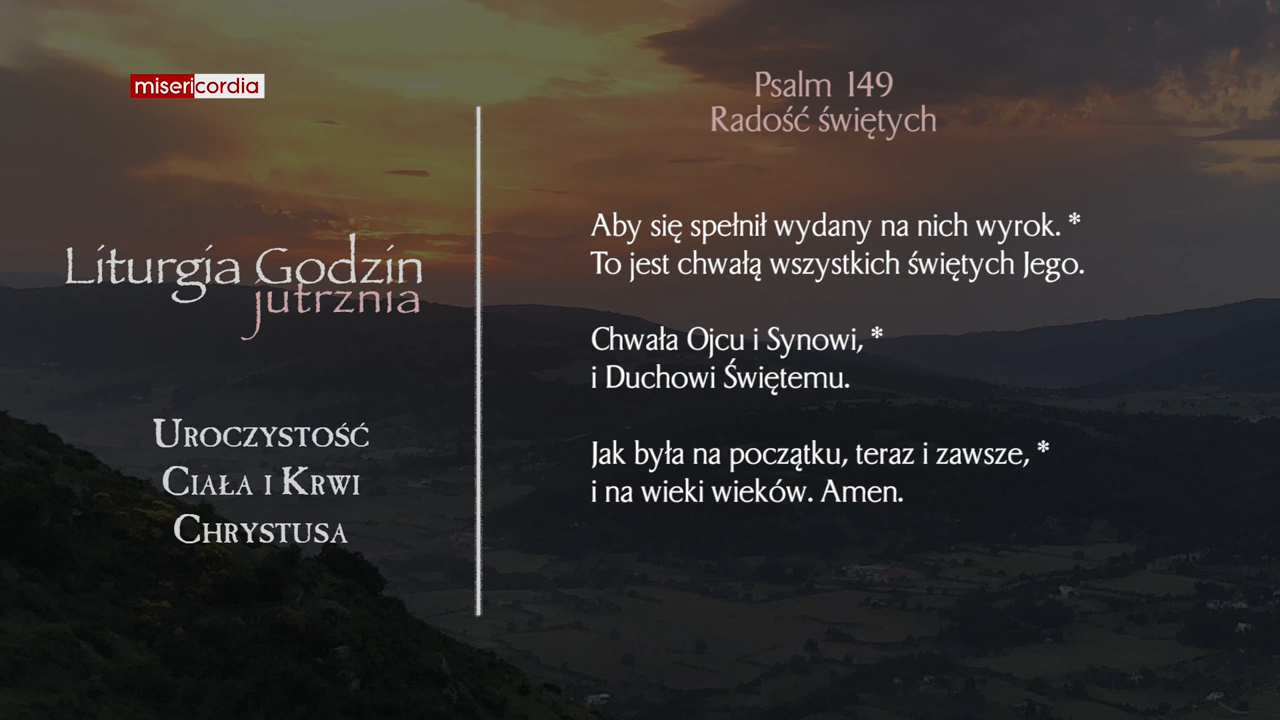 misericordia
Liturgia Godzin
jutrznia
Uroczystość
Ciała i Krwi
Chrystusa
Psalm 149
Radość świętych
Aby się spełnił wydany na nich wyrok. *
To jest chwałą wszystkich świętych Jego.
Chwała Ojcu i Synowi, *
i Duchowi Świętemu.
Jak była na początku, teraz i zawsze, *
i na wieki wieków. Amen.